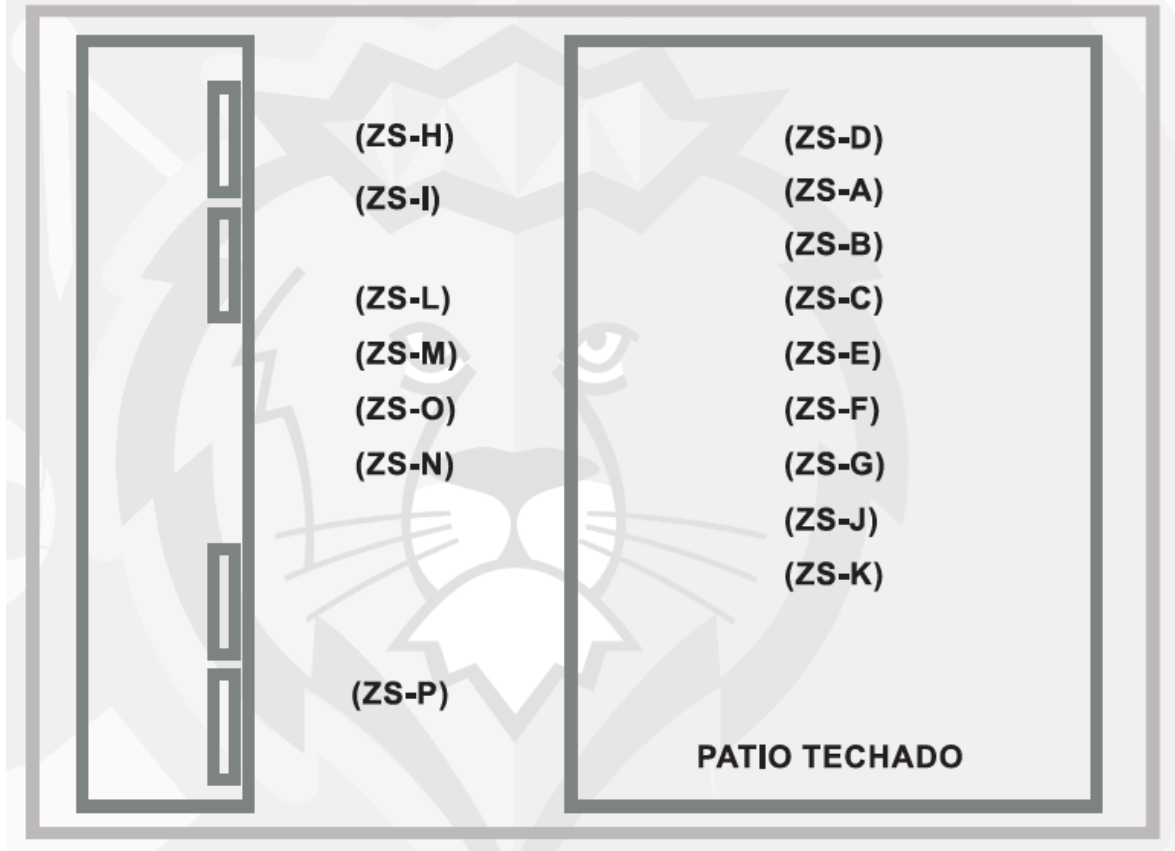 (ZS-H)
(ZS-I)
(ZS-L)
(ZS-M)
(ZS-O)
(ZS-N)
(ZS-P)
(ZS-D)
(ZS-A)
(ZS-B)
(ZS-C)
(ZS-E)
(ZS-F)
(ZS-G)
(ZS-J)
(ZS-K)
PATIO TECHADO